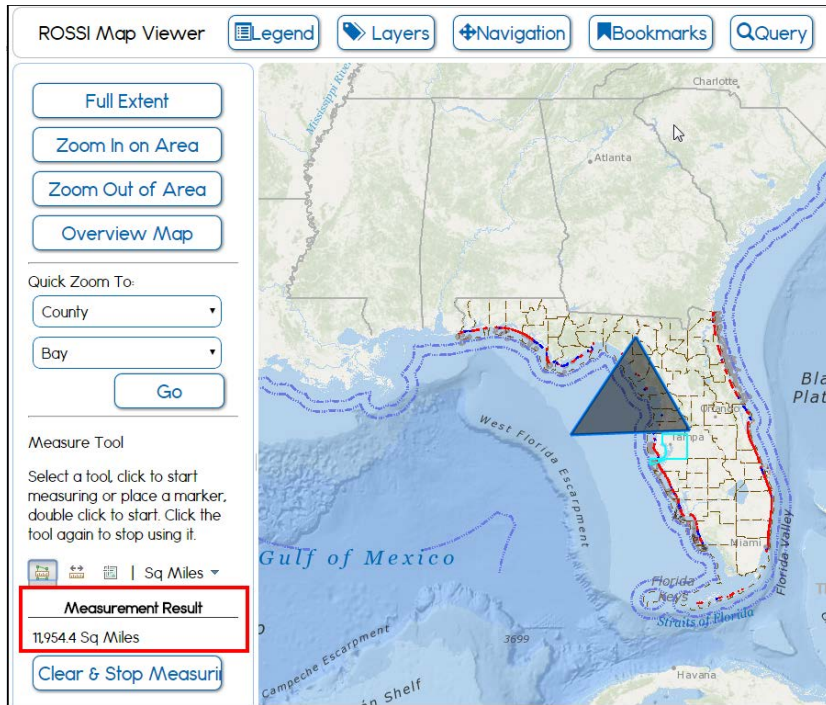 ROSSI Map Viewer
Legend
Layers
Navigation
Bookmarks
Query
Full Extent
Zoom In on Area
Zoom Out of Area
Overview Map
Quick Zoom To:
County
Bay
Go
Measure Tool
Select a tool, click to start
measuring or place a marker,
double click to start. Click the
tool again to stop using it.
| Sq Miles
Measurement Result
11,954.4 Sq Miles
Clear & Stop Measuri
Charlotte
Mississippi
Atlanta
Bla
Plat
Orlando
Tampa
West Florida Escarpment
Gulf of Mexico
Miami
Florida Valley
Florida
Keys
Straits of Florida
3699
Campeche Escarpment
Havana
Shelf